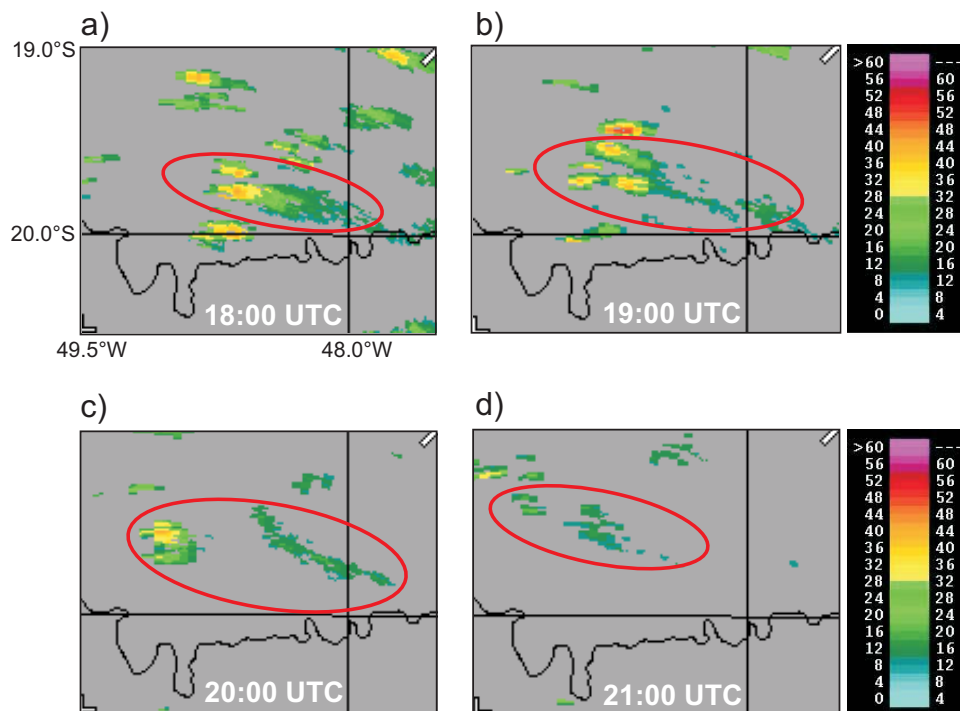 a)
b)
19.0°S
20.0°S
18:00 UTC
19:00 UTC
49.5°W
48.0°W
>60 ---
56 60
52 56
48 52
44 48
40 44
36 40
32 36
28 32
24 28
20 24
16 20
12 16
8 12
4 8
0 4
c)
d)
20:00 UTC
21:00 UTC
>60 ---
56 60
52 56
48 52
44 48
40 44
36 40
32 36
28 32
24 28
20 24
16 20
12 16
8 12
4 8
0 4